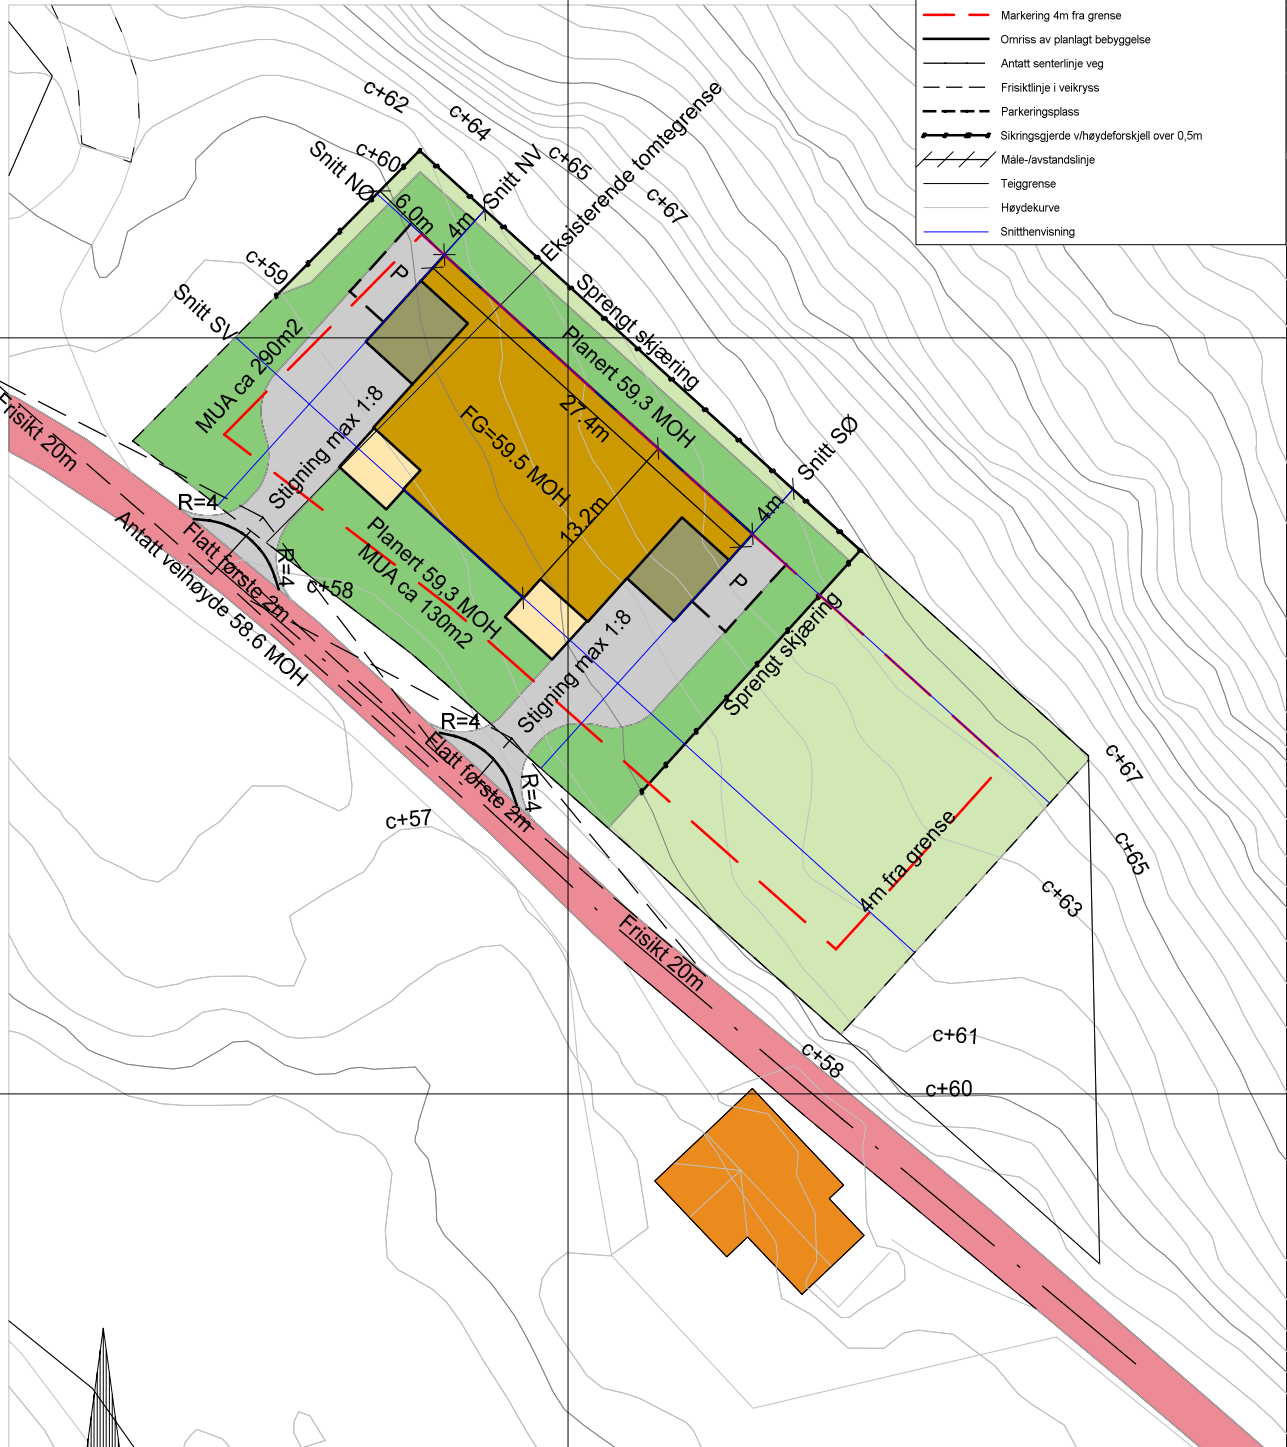 Markering 4m fra grense
Omriss av planlagt bebyggelse
Antatt senterlinje veg
Frisiktlinje i veikryss
Parkeringsplass
Sikringsgjerde v/høydeforskjell over 0,5m
Måle-/avstandslinje
Teiggrense
Høydekurve
Snitthenvisning
c+62
c+64
c+65
c+67
c+60
c+59
Snitt NØ
Snitt NV
Eksisterende tomtegrense
6,0m
4m
P
Snitt SV
Sprengt skjæring
Planert 59,3 MOH
MUA ca 290m2
27.4m
FG=59.5 MOH
13.2m
Stigning max 1:8
Snitt SØ
4m
Frisikt 20m
R=4
R=4
Flatt første 2m
Antatt veihøyde 58.6 MOH
c+58
Planert 59,3 MOH
MUA ca 130m2
P
Stigning max 1:8
Sprengt skjæring
R=4
R=4
Flatt første 2m
c+57
4m fra grense
c+67
c+65
c+63
Frisikt 20m
c+61
c+58
c+60